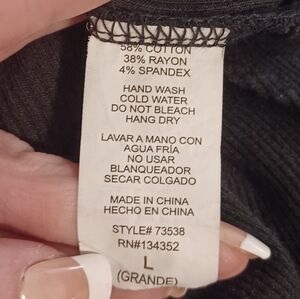 58% COTTON
38% RAYON
4% SPANDEX
HAND WASH
COLD WATER
DO NOT BLEACH
HANG DRY
LAVAR A MANO CON
AGUA FRÍA
NO USAR
BLANQUEADOR
SECAR COLGADO
MADE IN CHINA
HECHO EN CHINA
STYLE# 73538
RN#134352
L
(GRANDE)